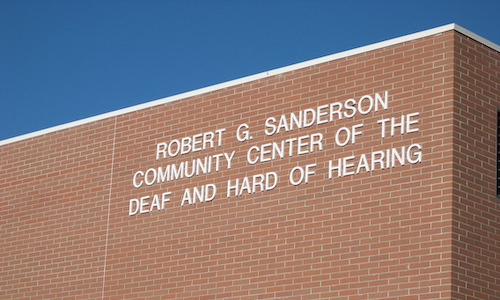 ROBERT G. SANDERSON
COMMUNITY CENTER OF THE
DEAF AND HARD OF HEARING